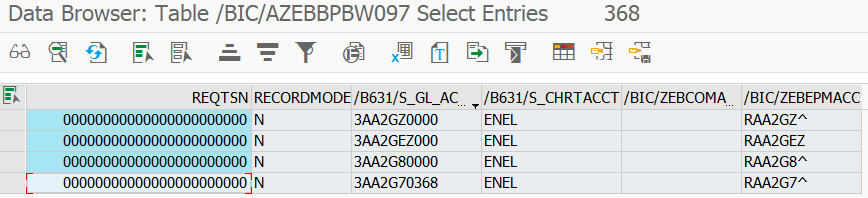 Data Browser: Table /BIC/AZEBBPBW097 Select Entries 368
REQTSN RECORDMODE /B631/S_GL_AC... /B631/S_CHRTACCT /BIC/ZEBCOMA... /BIC/ZEBEPMACC
00000000000000000000000 N 3AA2GZ0000 ENEL RAA2GZ^
00000000000000000000000 N 3AA2GEZ000 ENEL RAA2GEZ
00000000000000000000000 N 3AA2G80000 ENEL RAA2G8^
00000000000000000000000 N 3AA2G70368 ENEL RAA2G7^